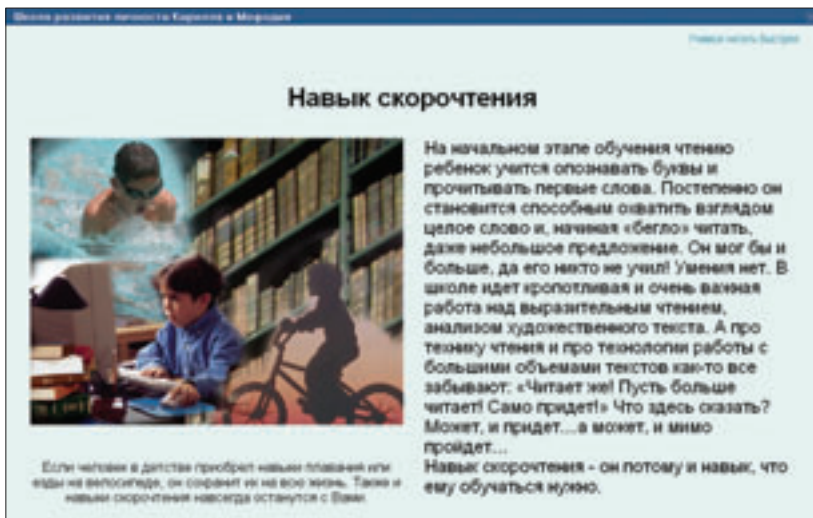 Школа развития личности Кирилла и Мефодия
Учимся читать быстрее
Навык скорочтения
На начальном этапе обучения чтению
ребенок учится опознавать буквы и
прочитывать первые слова. Постепенно он
становится способным охватить взглядом
целое слово и, начиная «бегло» читать,
даже небольшое предложение. Он мог бы и
больше, да его никто не учил! Умения нет. В
школе идет кропотливая и очень важная
работа над выразительным чтением,
анализом художественного текста. А про
технику чтения и про технологии работы с
большими объемами текстов как-то все
забывают: «Читает же! Пусть больше
читает! Само придет!» Что здесь сказать?
Может, и придет...а может, и мимо
пройдет...
Навык скорочтения - он потому и навык, что
ему обучаться нужно.
Если человек в детстве приобрел навыки плавания или
езды на велосипеде, он сохранит их на всю жизнь. Также и
навыки скорочтения навсегда останутся с Вами